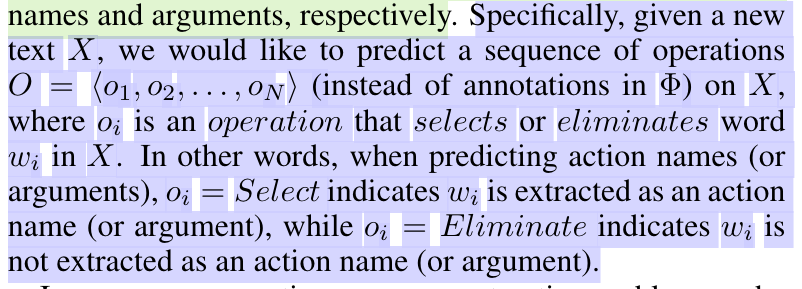 names and arguments, respectively. Specifically, given a new
text X, we would like to predict a sequence of operations
O = ⟨o₁, o₂, . . . , o_N⟩ (instead of annotations in Φ) on X,
where oᵢ is an operation that selects or eliminates word
wᵢ in X. In other words, when predicting action names (or
arguments), oᵢ = Select indicates wᵢ is extracted as an action
name (or argument), while oᵢ = Eliminate indicates wᵢ is
not extracted as an action name (or argument).